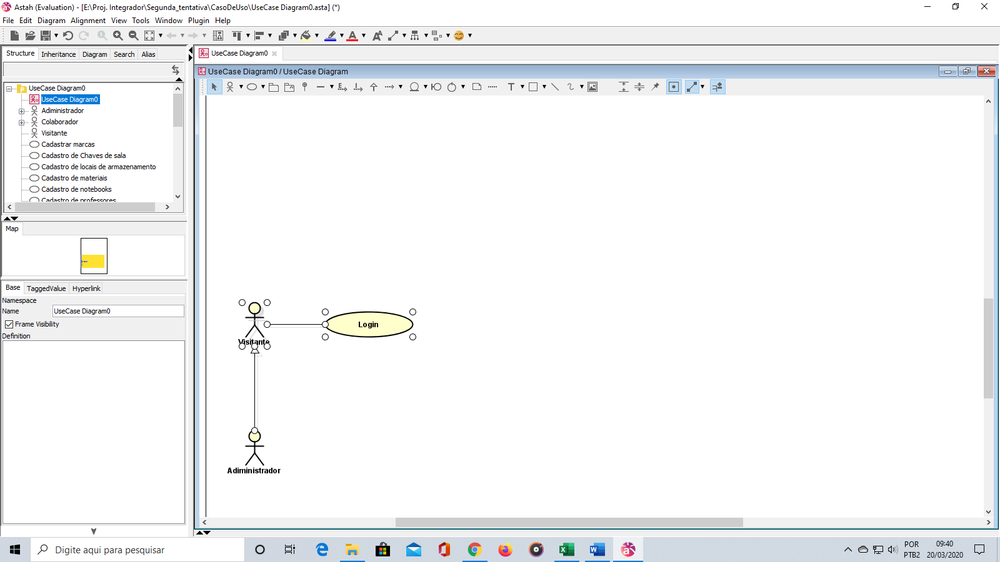 Astah (Evaluation) - [E:\Proj. Integrador\Segunda_tentativa\CasoDeUso\UseCase Diagram0.asta] (*)
File Edit Diagram Alignment View Tools Window Plugin Help
Structure Inheritance Diagram Search Alias
UseCase Diagram0
UseCase Diagram0
Adiministrador
Colaborador
Visitante
Cadastrar marcas
Cadastro de Chaves de sala
Cadastro de locais de armazenamento
Cadastro de materiais
Cadastro de notebooks
Cadastro de professores
Map
Base TaggedValue Hyperlink
Namespace
Name UseCase Diagram0
Frame Visibility
Definition
UseCase Diagram0
UseCase Diagram0 / UseCase Diagram
Login
Visitante
Adiministrador
Digite aqui para pesquisar
POR
PTB2
09:40
20/03/2020